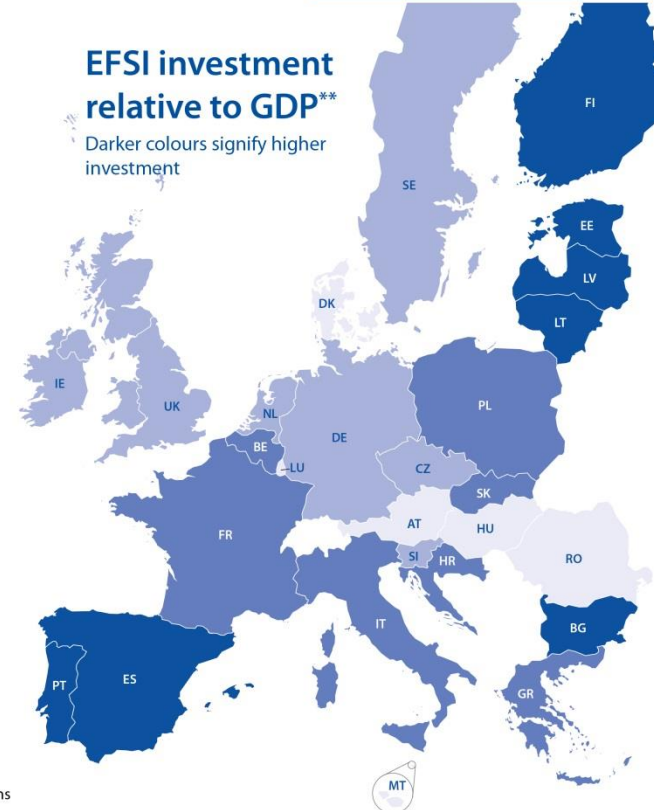 EFSI investment
relative to GDP**
Darker colours signify higher
investment
FI
SE
EE
LV
DK
LT
IE
UK
NL
PL
DE
BE
LU
CZ
SK
FR
AT
HU
RO
SI
HR
IT
BG
PT
ES
GR
MT
ns